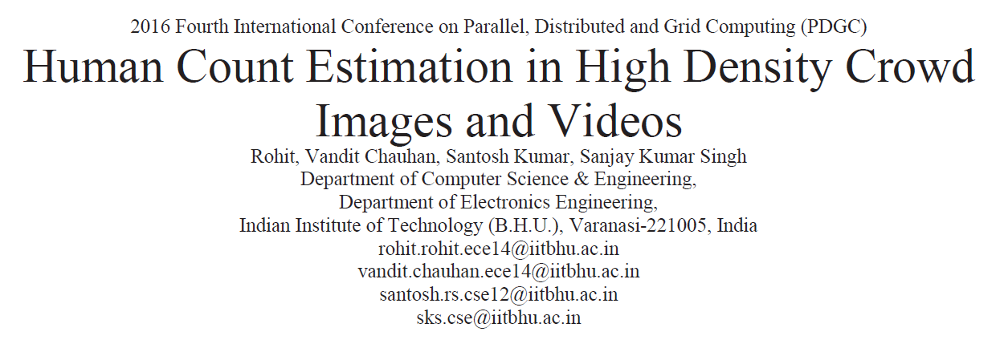 2016 Fourth International Conference on Parallel, Distributed and Grid Computing (PDGC)
Human Count Estimation in High Density Crowd
Images and Videos
Rohit, Vandit Chauhan, Santosh Kumar, Sanjay Kumar Singh
Department of Computer Science & Engineering,
Department of Electronics Engineering,
Indian Institute of Technology (B.H.U.), Varanasi-221005, India
rohit.rohit.ece14@iitbhu.ac.in
vandit.chauhan.ece14@iitbhu.ac.in
santosh.rs.cse12@iitbhu.ac.in
sks.cse@iitbhu.ac.in